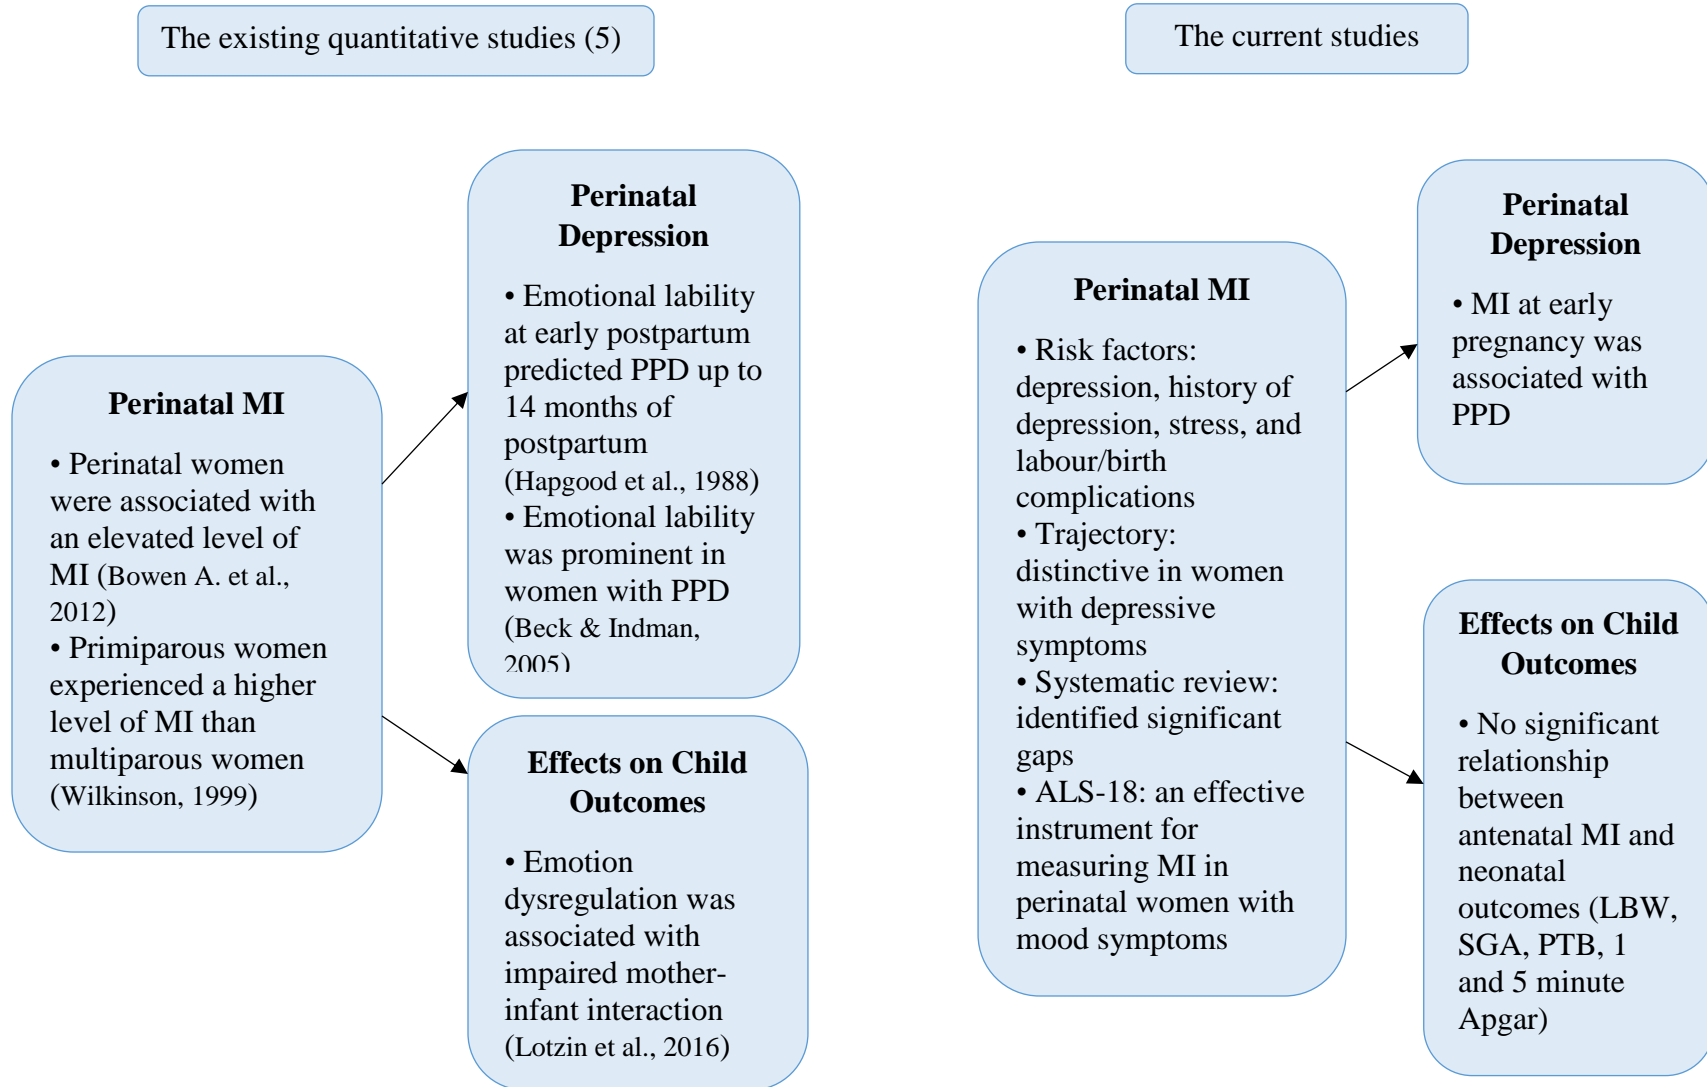 The existing quantitative studies (5)
The current studies
Perinatal MI
• Perinatal women
were associated with
an elevated level of
MI (Bowen A. et al.,
2012)
• Primiparous women
experienced a higher
level of MI than
multiparous women
(Wilkinson, 1999)
Perinatal
Depression
• Emotional lability
at early postpartum
predicted PPD up to
14 months of
postpartum
(Hapgood et al., 1988)
• Emotional lability
was prominent in
women with PPD
(Beck & Indman,
2005)
Effects on Child
Outcomes
• Emotion
dysregulation was
associated with
impaired mother-
infant interaction
(Lotzin et al., 2016)
Perinatal MI
• Risk factors:
depression, history of
depression, stress, and
labour/birth
complications
• Trajectory:
distinctive in women
with depressive
symptoms
• Systematic review:
identified significant
gaps
• ALS-18: an effective
instrument for
measuring MI in
perinatal women with
mood symptoms
Perinatal
Depression
• MI at early
pregnancy was
associated with
PPD
Effects on Child
Outcomes
• No significant
relationship
between
antenatal MI and
neonatal
outcomes (LBW,
SGA, PTB, 1
and 5 minute
Apgar)